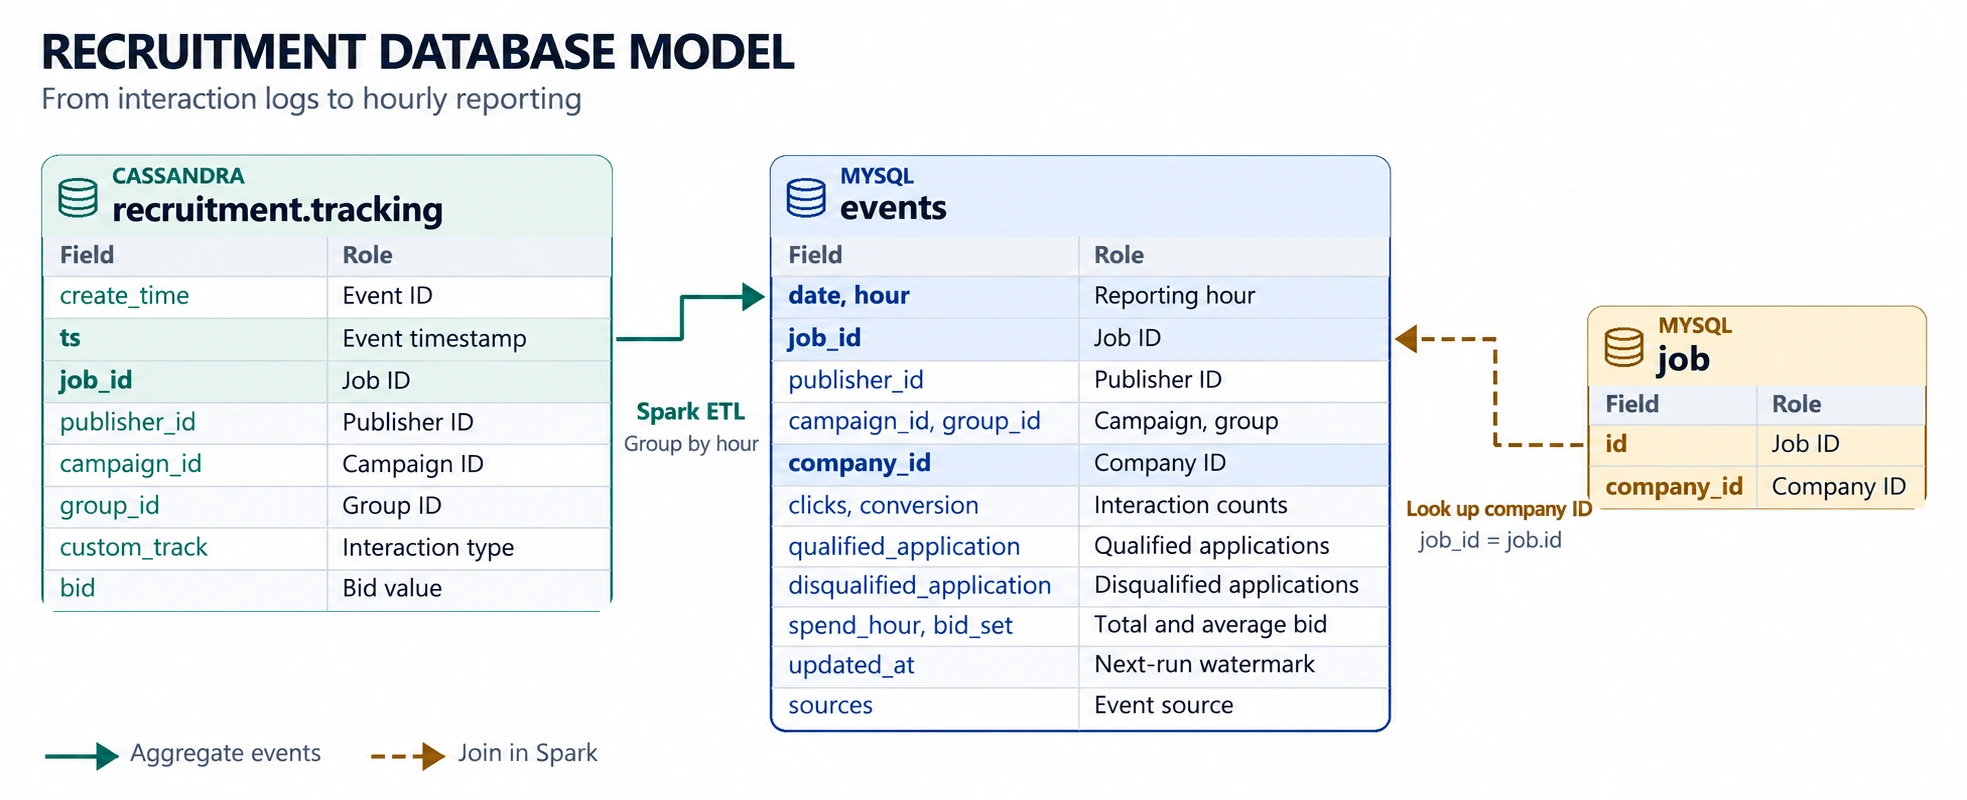 RECRUITMENT DATABASE MODEL
From interaction logs to hourly reporting
CASSANDRA
recruitment.tracking
Field Role
create_time Event ID
ts Event timestamp
job_id Job ID
publisher_id Publisher ID
campaign_id Campaign ID
group_id Group ID
custom_track Interaction type
bid Bid value
Spark ETL
Group by hour
MYSQL
events
Field Role
date, hour Reporting hour
job_id Job ID
publisher_id Publisher ID
campaign_id, group_id Campaign, group
company_id Company ID
clicks, conversion Interaction counts
qualified_application Qualified applications
disqualified_application Disqualified applications
spend_hour, bid_set Total and average bid
updated_at Next-run watermark
sources Event source
MYSQL
job
Field Role
id Job ID
company_id Company ID
Look up company ID
job_id = job.id
Aggregate events
Join in Spark